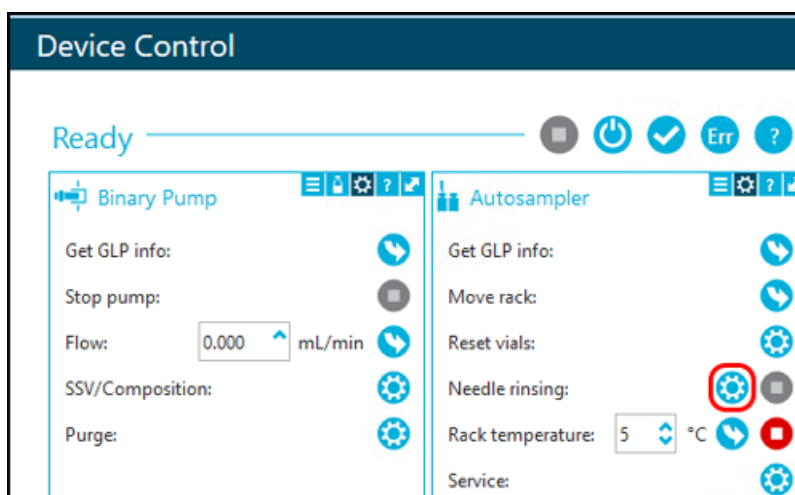 Device Control
Ready
Err ?
Binary Pump
?
Get GLP info:
Stop pump:
Flow: 0.000 mL/min
SSV/Composition:
Purge:
Autosampler
?
Get GLP info:
Move rack:
Reset vials:
Needle rinsing:
Rack temperature: 5 °C
Service: